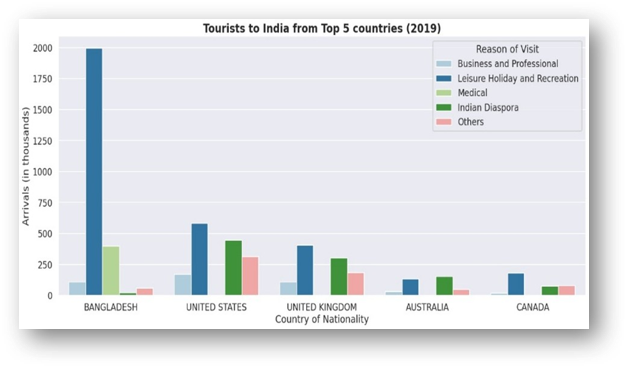 Tourists to India from Top 5 countries (2019)
Reason of Visit
Business and Professional
Leisure Holiday and Recreation
Medical
Indian Diaspora
Others
Arrivals (in thousands)
2000
1750
1500
1250
1000
750
500
250
0
BANGLADESH UNITED STATES UNITED KINGDOM AUSTRALIA CANADA
Country of Nationality